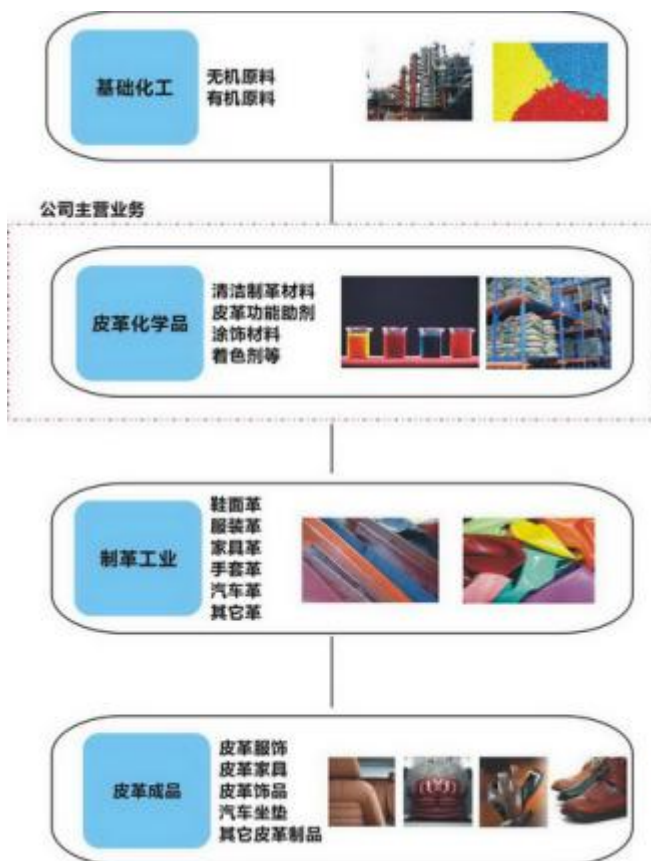 基础化工
无机原料
有机原料
公司主营业务
皮革化学品
清洁制革材料
皮革功能助剂
涂饰材料
着色剂等
制革工业
鞋面革
服装革
家具革
手套革
汽车革
其它革
皮革成品
皮革服饰
皮革家具
皮革饰品
汽车坐垫
其它皮革制品